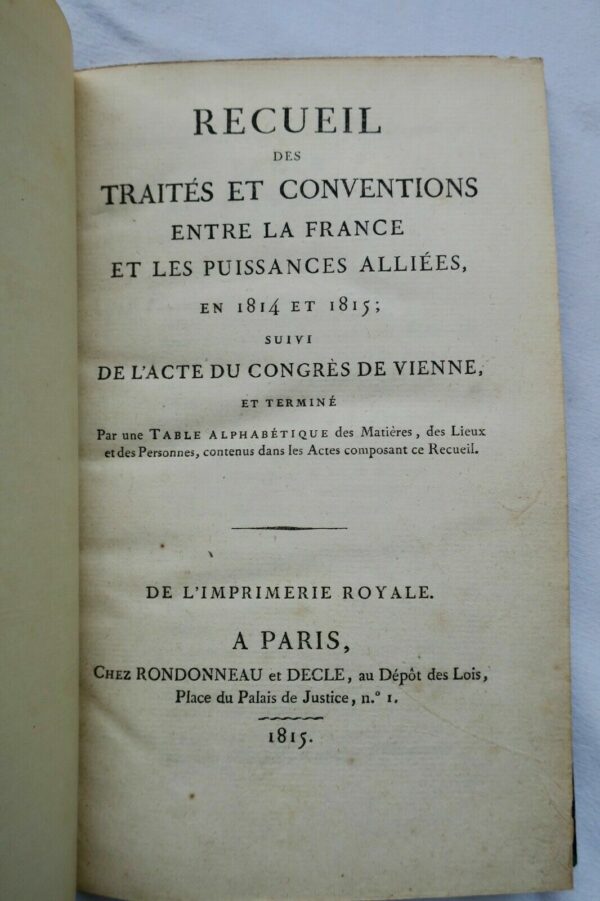 RECUEIL
DES
TRAITÉS ET CONVENTIONS
ENTRE LA FRANCE
ET LES PUISSANCES ALLIÉES,
EN 1814 ET 1815;
SUIVI
DE L'ACTE DU CONGRÈS DE VIENNE,
ET TERMINÉ
Par une TABLE ALPHABÉTIQUE des Matières, des Lieux
et des Personnes, contenus dans les Actes composant ce Recueil.
DE L'IMPRIMERIE ROYALE.
A PARIS,
CHEZ RONDONNEAU et DECLE, au Dépôt des Lois,
Place du Palais de Justice, n.° 1.
1815.